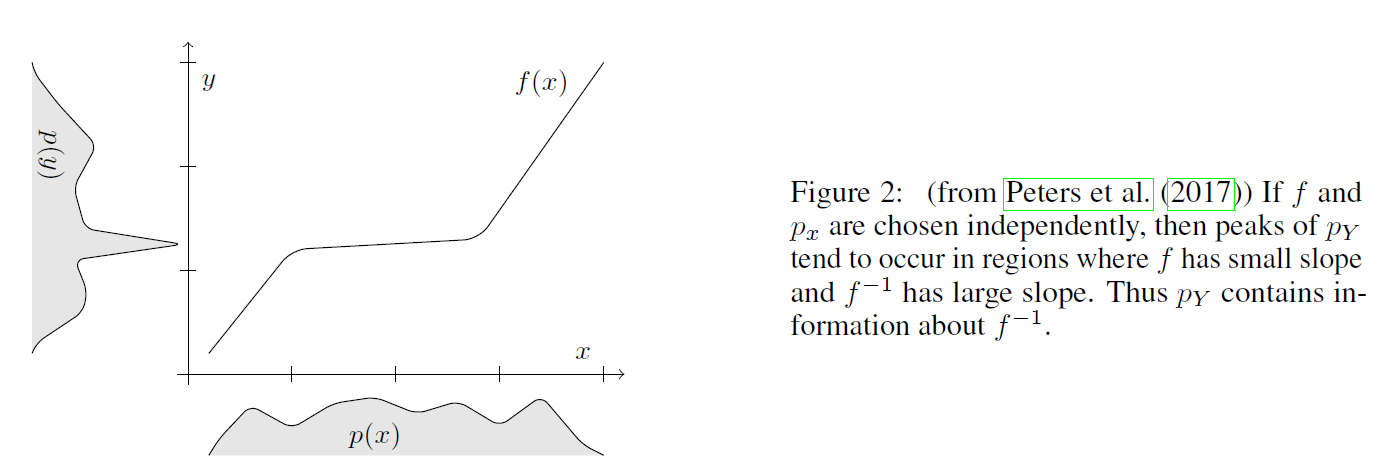 y
f(x)
p(y)
x
p(x)
Figure 2: (from Peters et al. (2017)) If f and
p_x are chosen independently, then peaks of p_Y
tend to occur in regions where f has small slope
and f^{-1} has large slope. Thus p_Y contains in-
formation about f^{-1}.